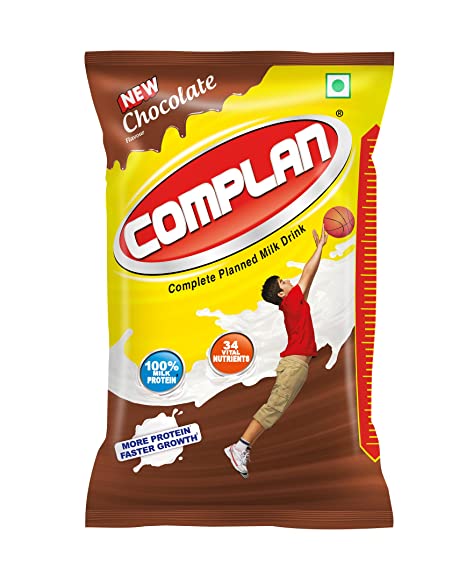 NEW
Chocolate
Flavour
COMPLAN
®
Complete Planned Milk Drink
34
VITAL
NUTRIENTS
100%
MILK
PROTEIN
MORE PROTEIN
FASTER GROWTH